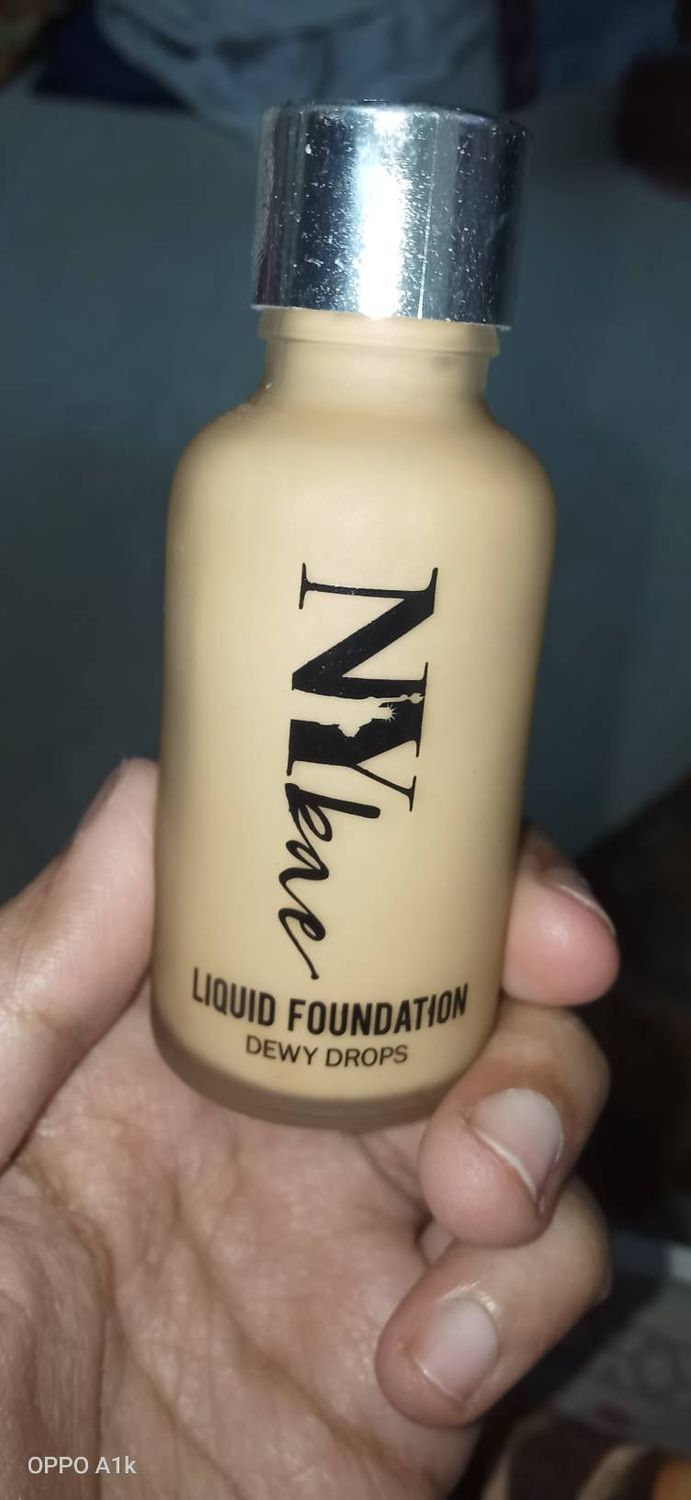 NY
bae
LIQUID FOUNDATION
DEWY DROPS
OPPO A1k